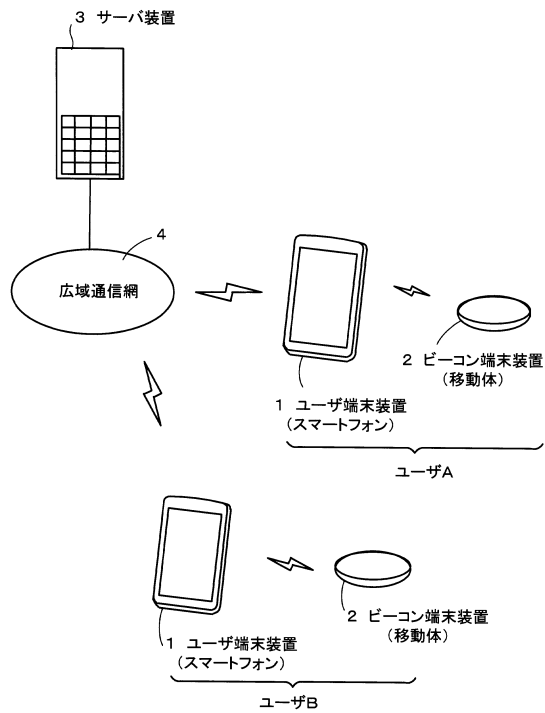 3 サーバ装置
4
広域通信網
2 ビーコン端末装置
(移動体)
1 ユーザ端末装置
(スマートフォン)
ユーザA
2 ビーコン端末装置
(移動体)
1 ユーザ端末装置
(スマートフォン)
ユーザB